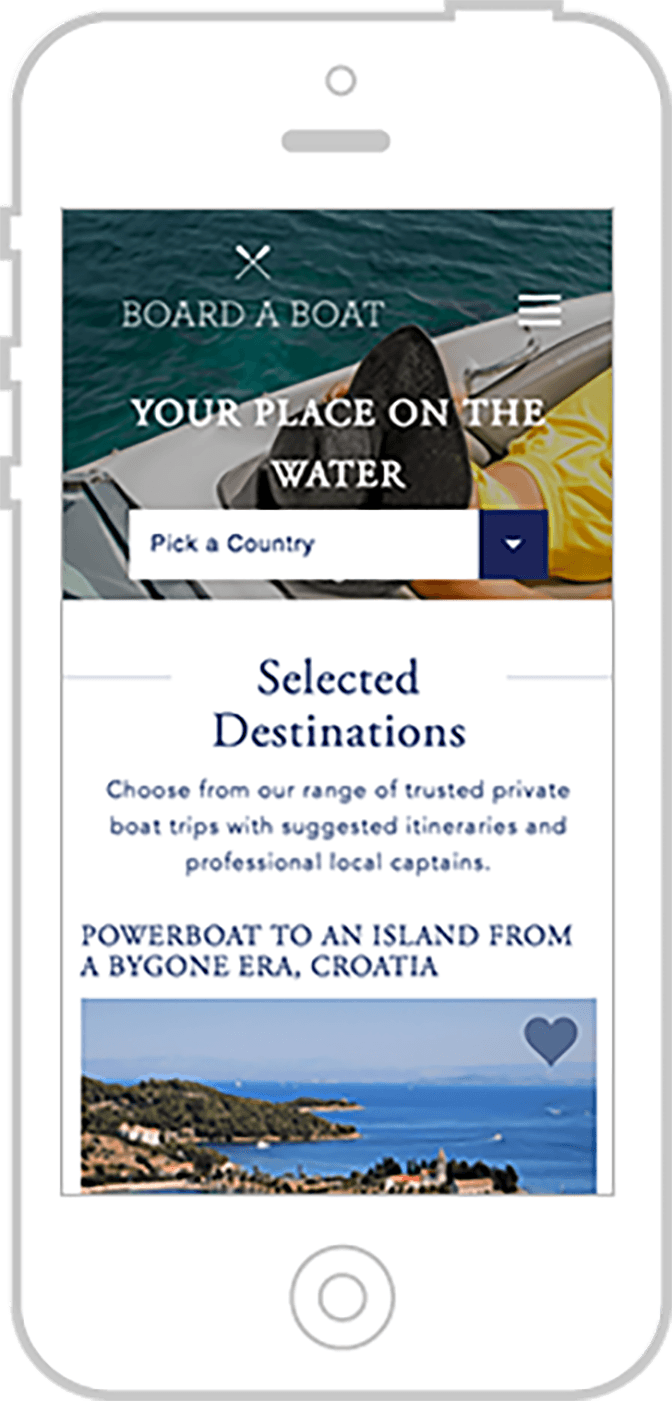 BOARD A BOAT
YOUR PLACE ON THE
WATER
Pick a Country
Selected
Destinations
Choose from our range of trusted private
boat trips with suggested itineraries and
professional local captains.
POWERBOAT TO AN ISLAND FROM
A BYGONE ERA, CROATIA